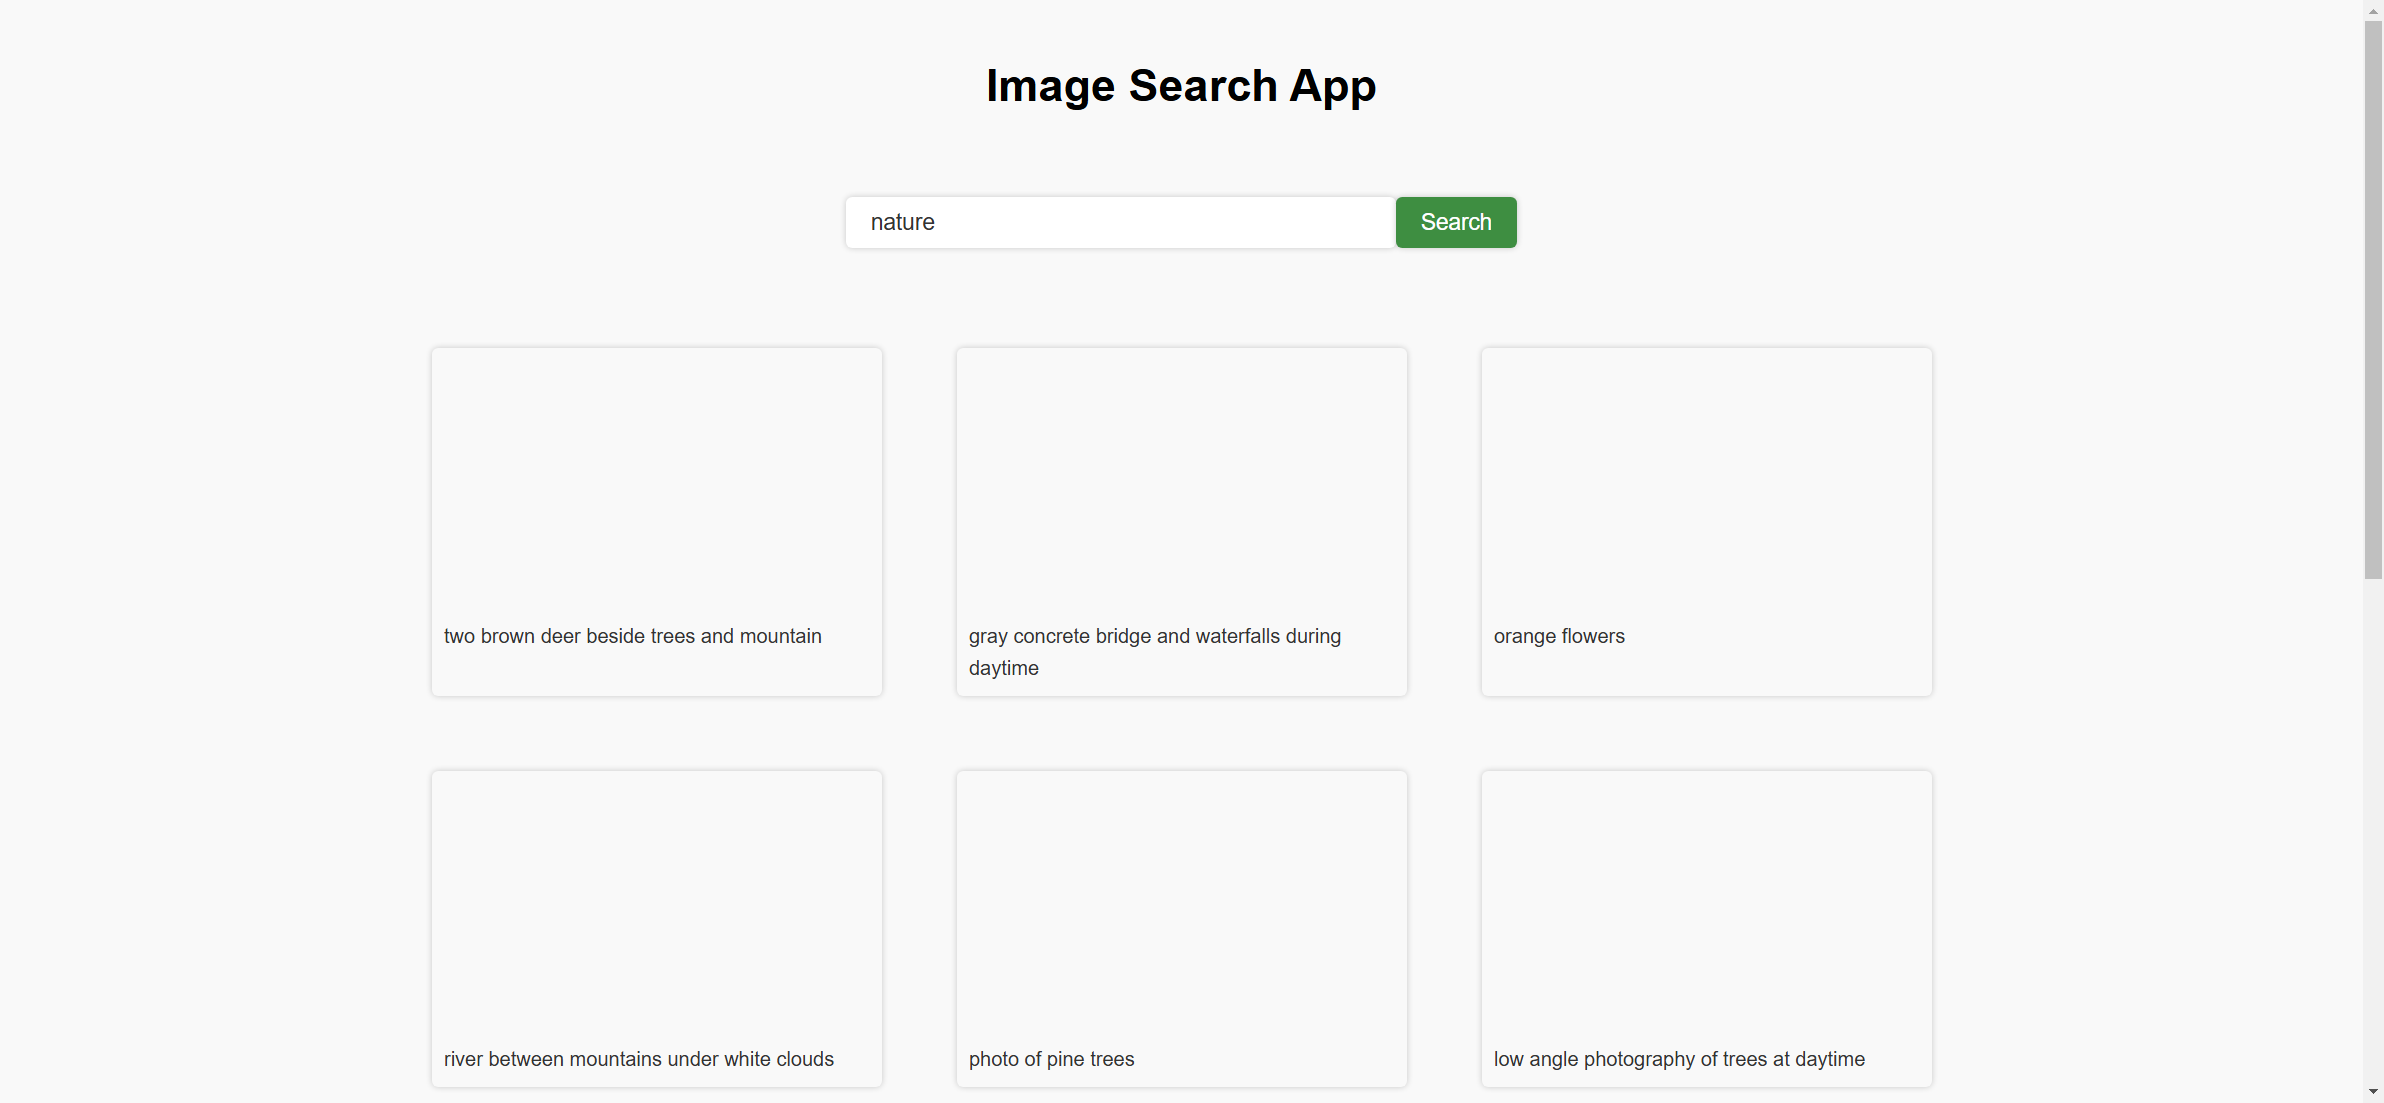 Image Search App
nature
Search
two brown deer beside trees and mountain
gray concrete bridge and waterfalls during
daytime
orange flowers
river between mountains under white clouds
photo of pine trees
low angle photography of trees at daytime